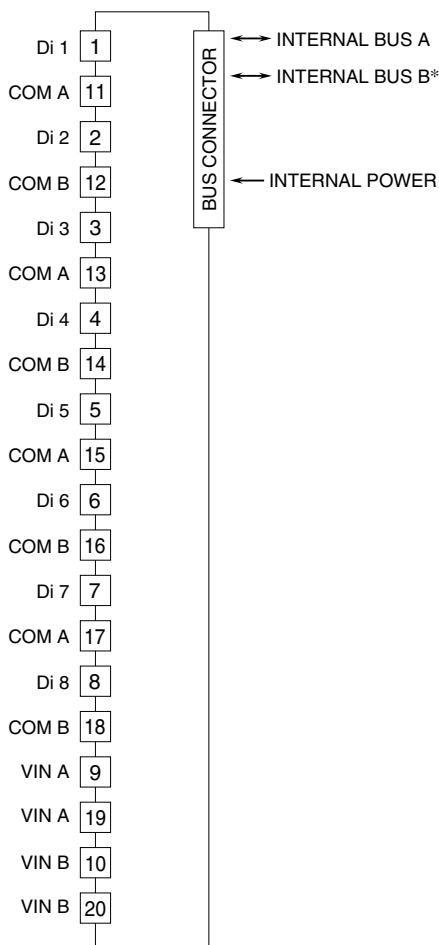 Di 1 1
COM A 11
Di 2 2
COM B 12
Di 3 3
COM A 13
Di 4 4
COM B 14
Di 5 5
COM A 15
Di 6 6
COM B 16
Di 7 7
COM A 17
Di 8 8
COM B 18
VIN A 9
VIN A 19
VIN B 10
VIN B 20
BUS CONNECTOR
INTERNAL BUS A
INTERNAL BUS B*
INTERNAL POWER